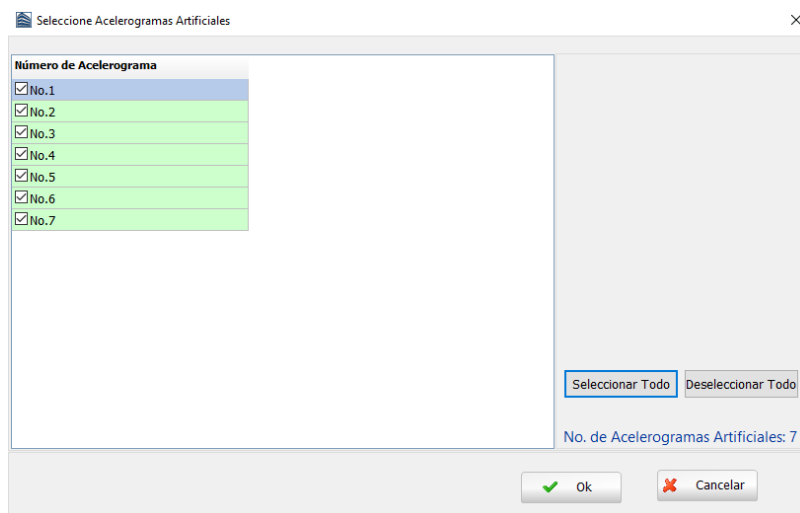 Seleccione Acelerogramas Artificiales
Número de Acelerograma
No.1
No.2
No.3
No.4
No.5
No.6
No.7
Seleccionar Todo Deseleccionar Todo
No. de Acelerogramas Artificiales: 7
Ok Cancelar